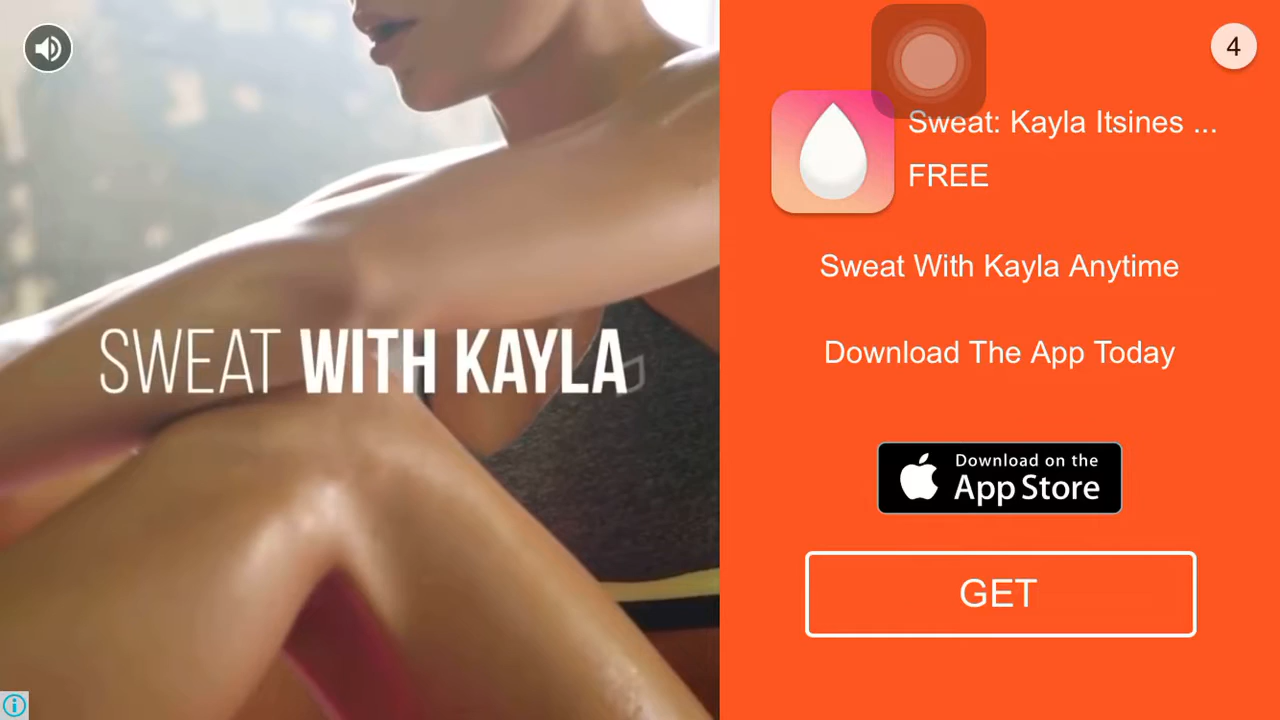 SWEAT WITH KAYLA
4
Sweat: Kayla Itsines ...
FREE
Sweat With Kayla Anytime
Download The App Today
Download on the
App Store
GET